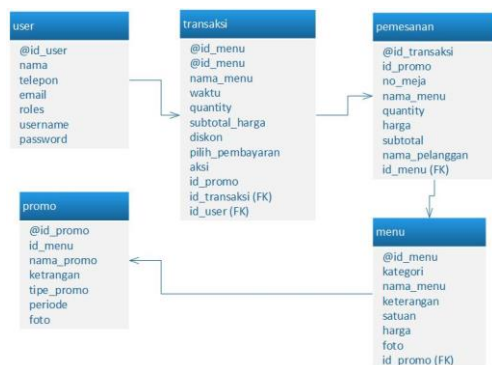 user
@id_user
nama
telepon
email
roles
username
password
transaksi
@id_menu
@id_menu
nama_menu
waktu
quantity
subtotal_harga
diskon
pilih_pembayaran
aksi
id_promo
id_transaksi (FK)
id_user (FK)
pemesanan
@id_transaksi
id_promo
no_meja
nama_menu
quantity
harga
subtotal
nama_pelanggan
id_menu (FK)
promo
@id_promo
id_menu
nama_promo
ketrangan
tipe_promo
periode
foto
menu
@id_menu
kategori
nama_menu
keterangan
satuan
harga
foto
id_promo (FK)